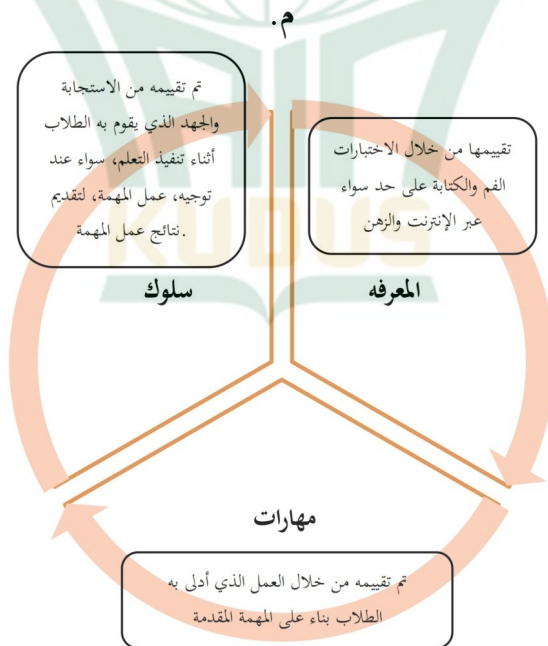 م.
تم تقييمه من الاستجابة
والجهد الذي يقوم به الطلاب
أثناء تنفيذ التعلم، سواء عند
توجيه، عمل المهمة، لتقديم
.نتائج عمل المهمة
سلوك
تقييمها من خلال الاختبارات
الفم والكتابة على حد سواء
عبر الإنترنت والزهن
المعرفه
مهارات
تم تقييمه من خلال العمل الذي أدلى به
الطلاب بناء على المهمة المقدمة
KUDUS